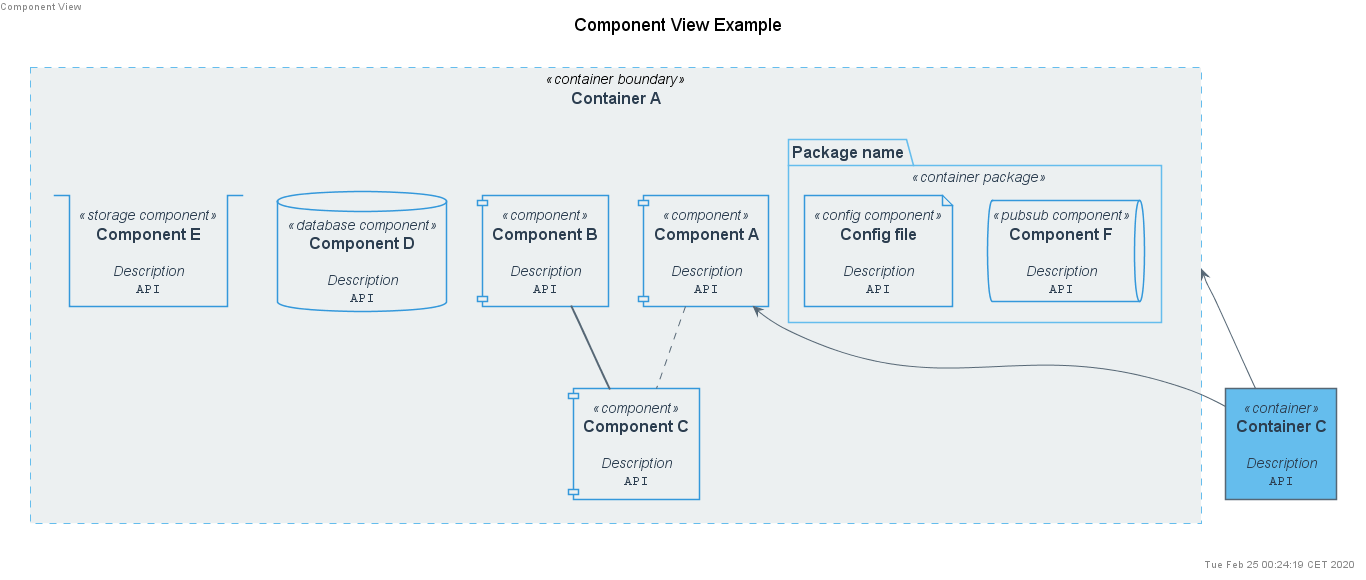 Component View
Component View Example
«container boundary»
Container A
Package name
«container package»
«storage component»
Component E
Description
API
«database component»
Component D
Description
API
«component»
Component B
Description
API
«component»
Component A
Description
API
«config component»
Config file
Description
API
«pubsub component»
Component F
Description
API
«component»
Component C
Description
API
«container»
Container C
Description
API
Tue Feb 25 00:24:19 CET 2020